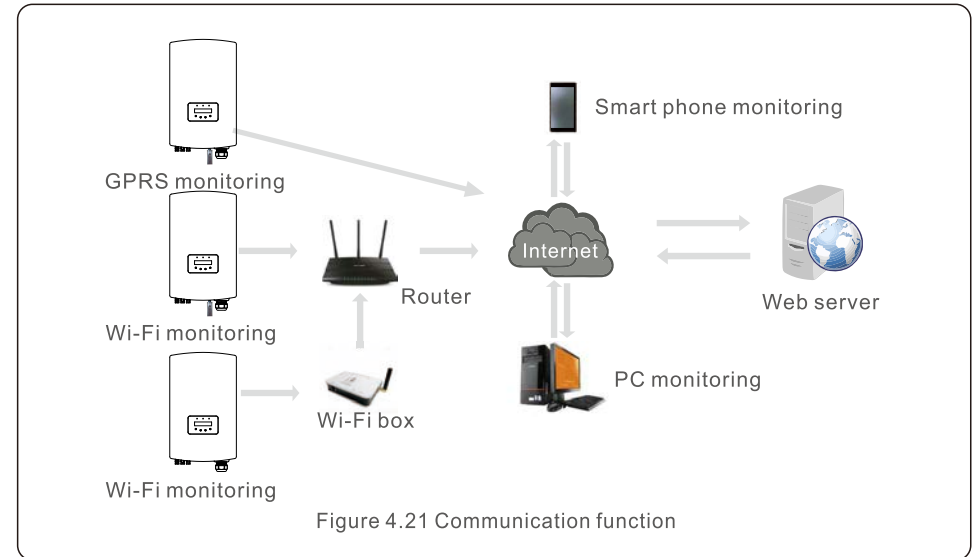 Smart phone monitoring
GPRS monitoring
Internet
Router
Web server
Wi-Fi monitoring
PC monitoring
Wi-Fi box
Wi-Fi monitoring
Figure 4.21 Communication function